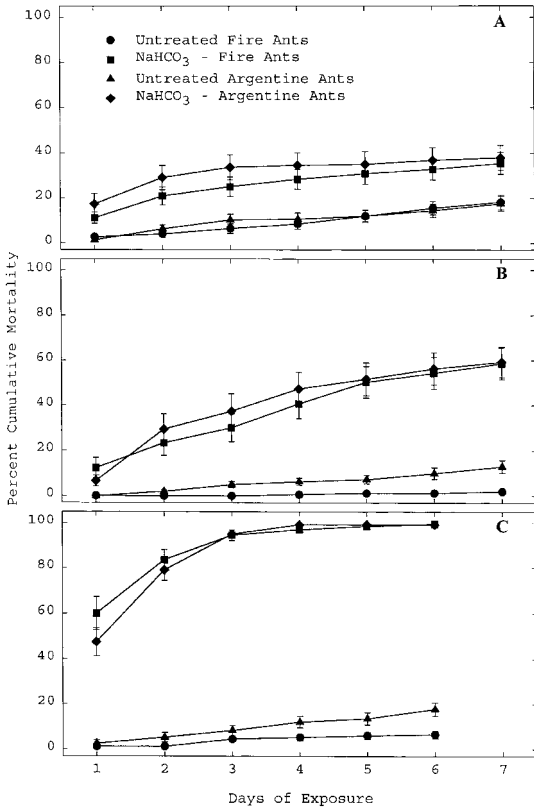 A
100
80
60
40
20
0
Untreated Fire Ants
NaHCO3 - Fire Ants
Untreated Argentine Ants
NaHCO3 - Argentine Ants
Percent Cumulative Mortality
B
100
80
60
40
20
0
C
100
80
60
40
20
0
1 2 3 4 5 6 7
Days of Exposure